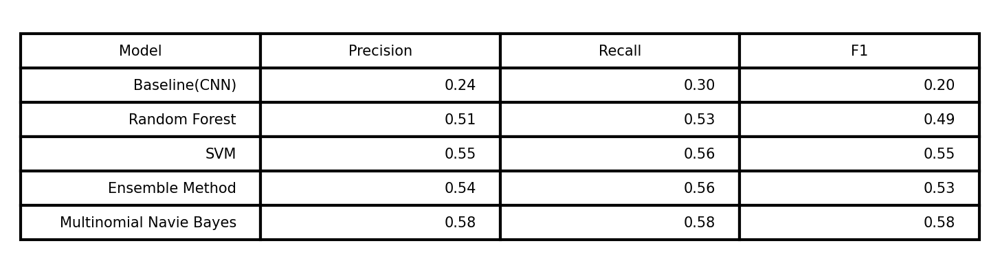 Model Precision Recall F1
Baseline(CNN) 0.24 0.30 0.20
Random Forest 0.51 0.53 0.49
SVM 0.55 0.56 0.55
Ensemble Method 0.54 0.56 0.53
Multinomial Navie Bayes 0.58 0.58 0.58